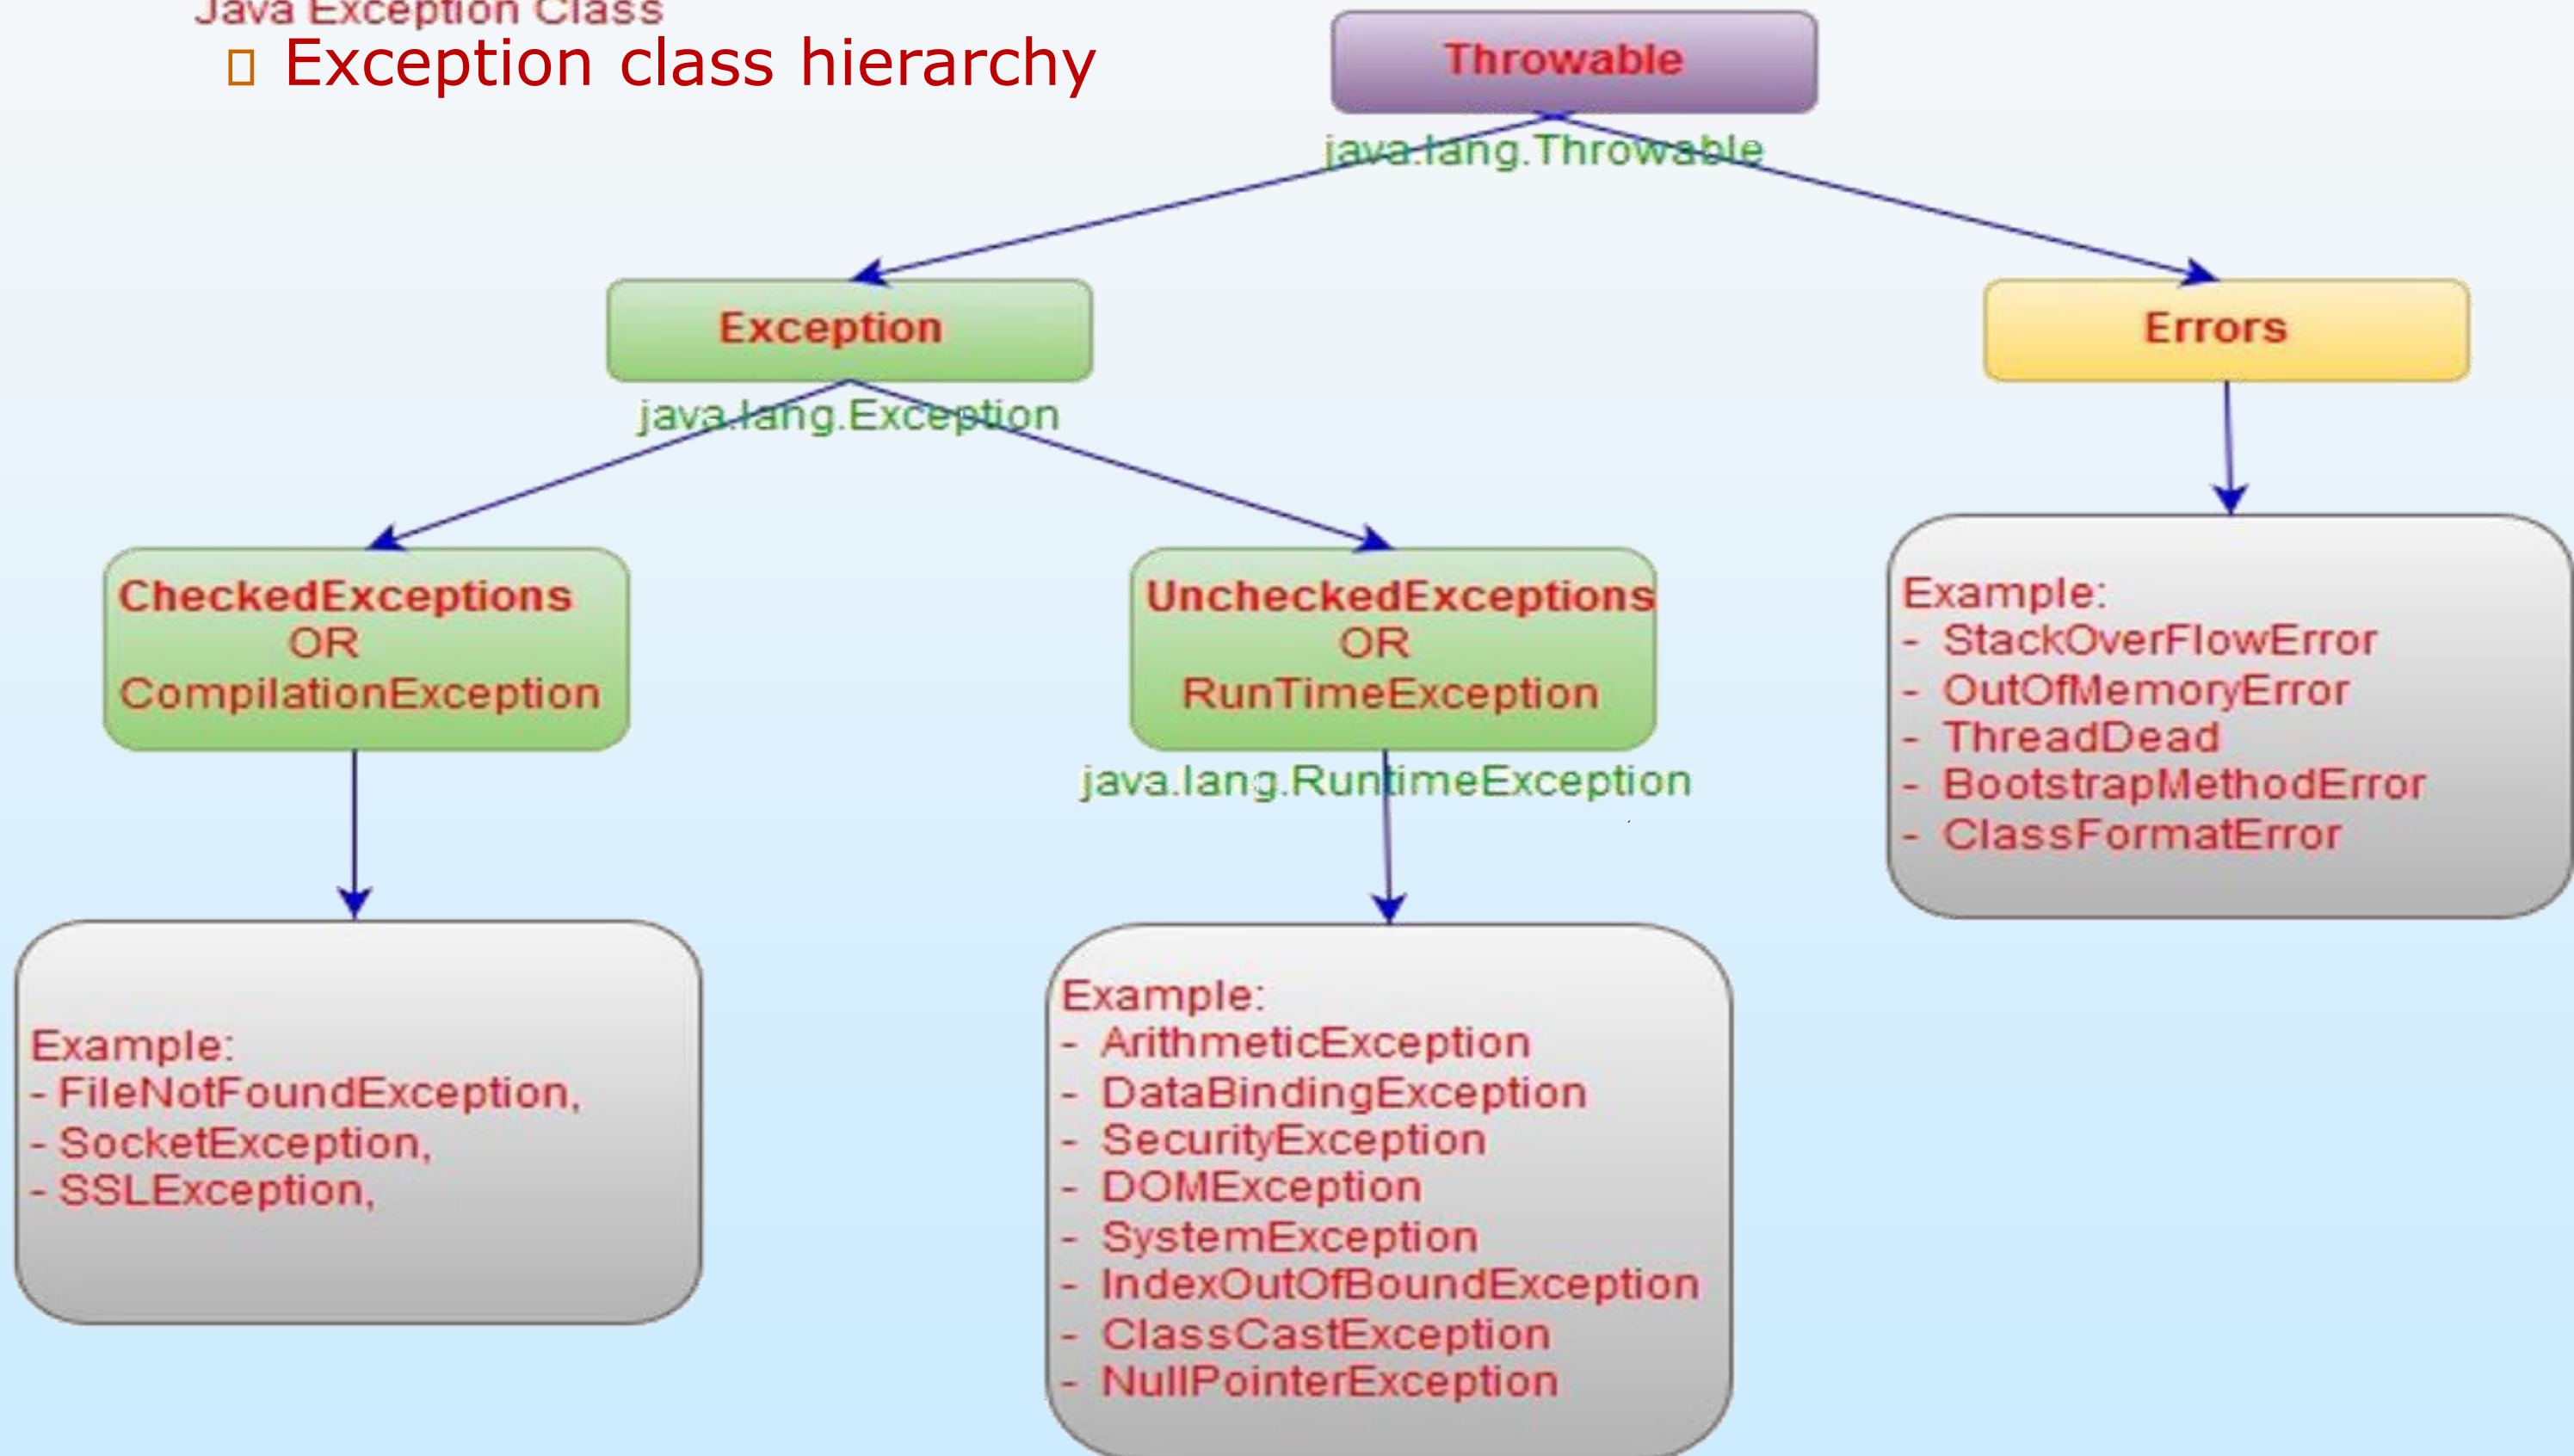 Java Exception Class
Exception class hierarchy
Throwable
java.lang.Throwable
Exception
java.lang.Exception
Errors
CheckedExceptions
OR
CompilationException
UncheckedExceptions
OR
RunTimeException
java.lang.RuntimeException
Example:
- StackOverFlowError
- OutOfMemoryError
- ThreadDead
- BootstrapMethodError
- ClassFormatError
Example:
- FileNotFoundException,
- SocketException,
- SSLException,
Example:
- ArithmeticException
- DataBindingException
- SecurityException
- DOMException
- SystemException
- IndexOutOfBoundException
- ClassCastException
- NullPointerException